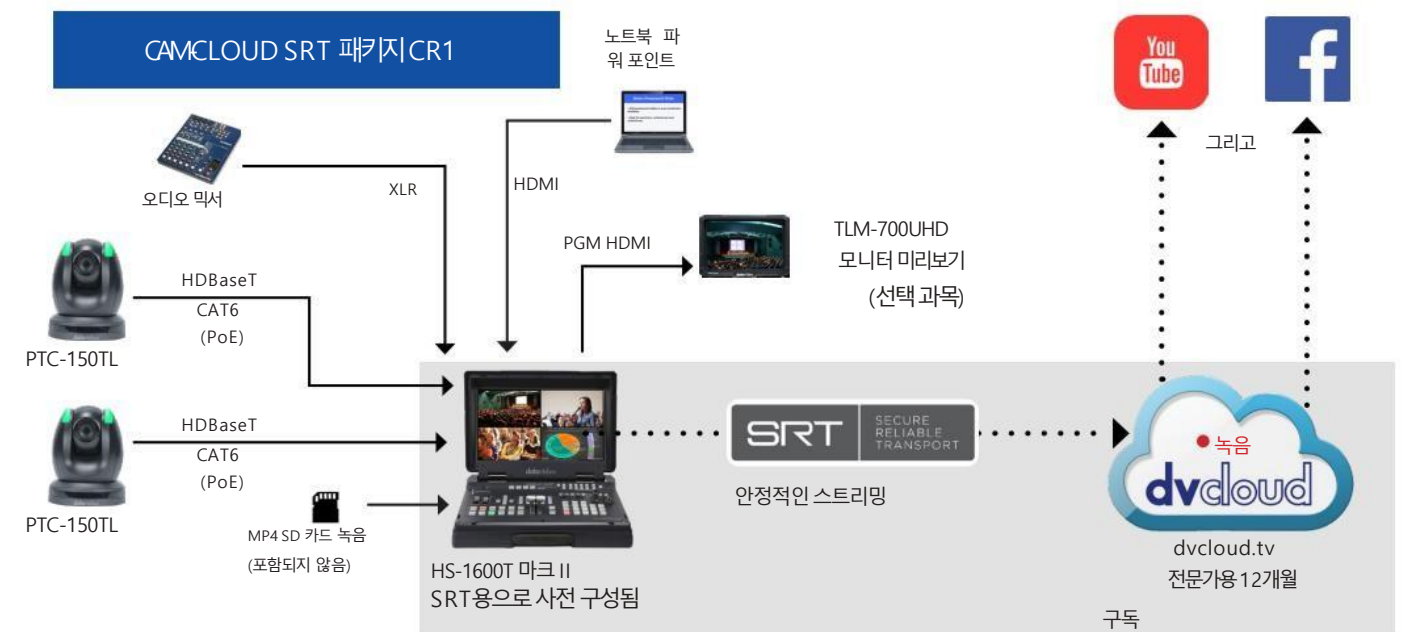 CAM-CLOUD SRT 패키지 CR1
노트북 파
워 포인트
You
Tube
f
그리고
오디오 믹서
XLR
HDMI
PGM HDMI
TLM-700UHD
모니터 미리보기
(선택 과목)
HDBaseT
CAT6
(PoE)
PTC-150TL
HDBaseT
CAT6
(PoE)
PTC-150TL
MP4 SD 카드 녹음
(포함되지 않음)
datavideo
HS-1600T 마크 II
SRT용으로 사전 구성됨
SRT
SECURE
RELIABLE
TRANSPORT
안정적인 스트리밍
녹음
dvcloud
dvcloud.tv
전문가용 12개월
구독